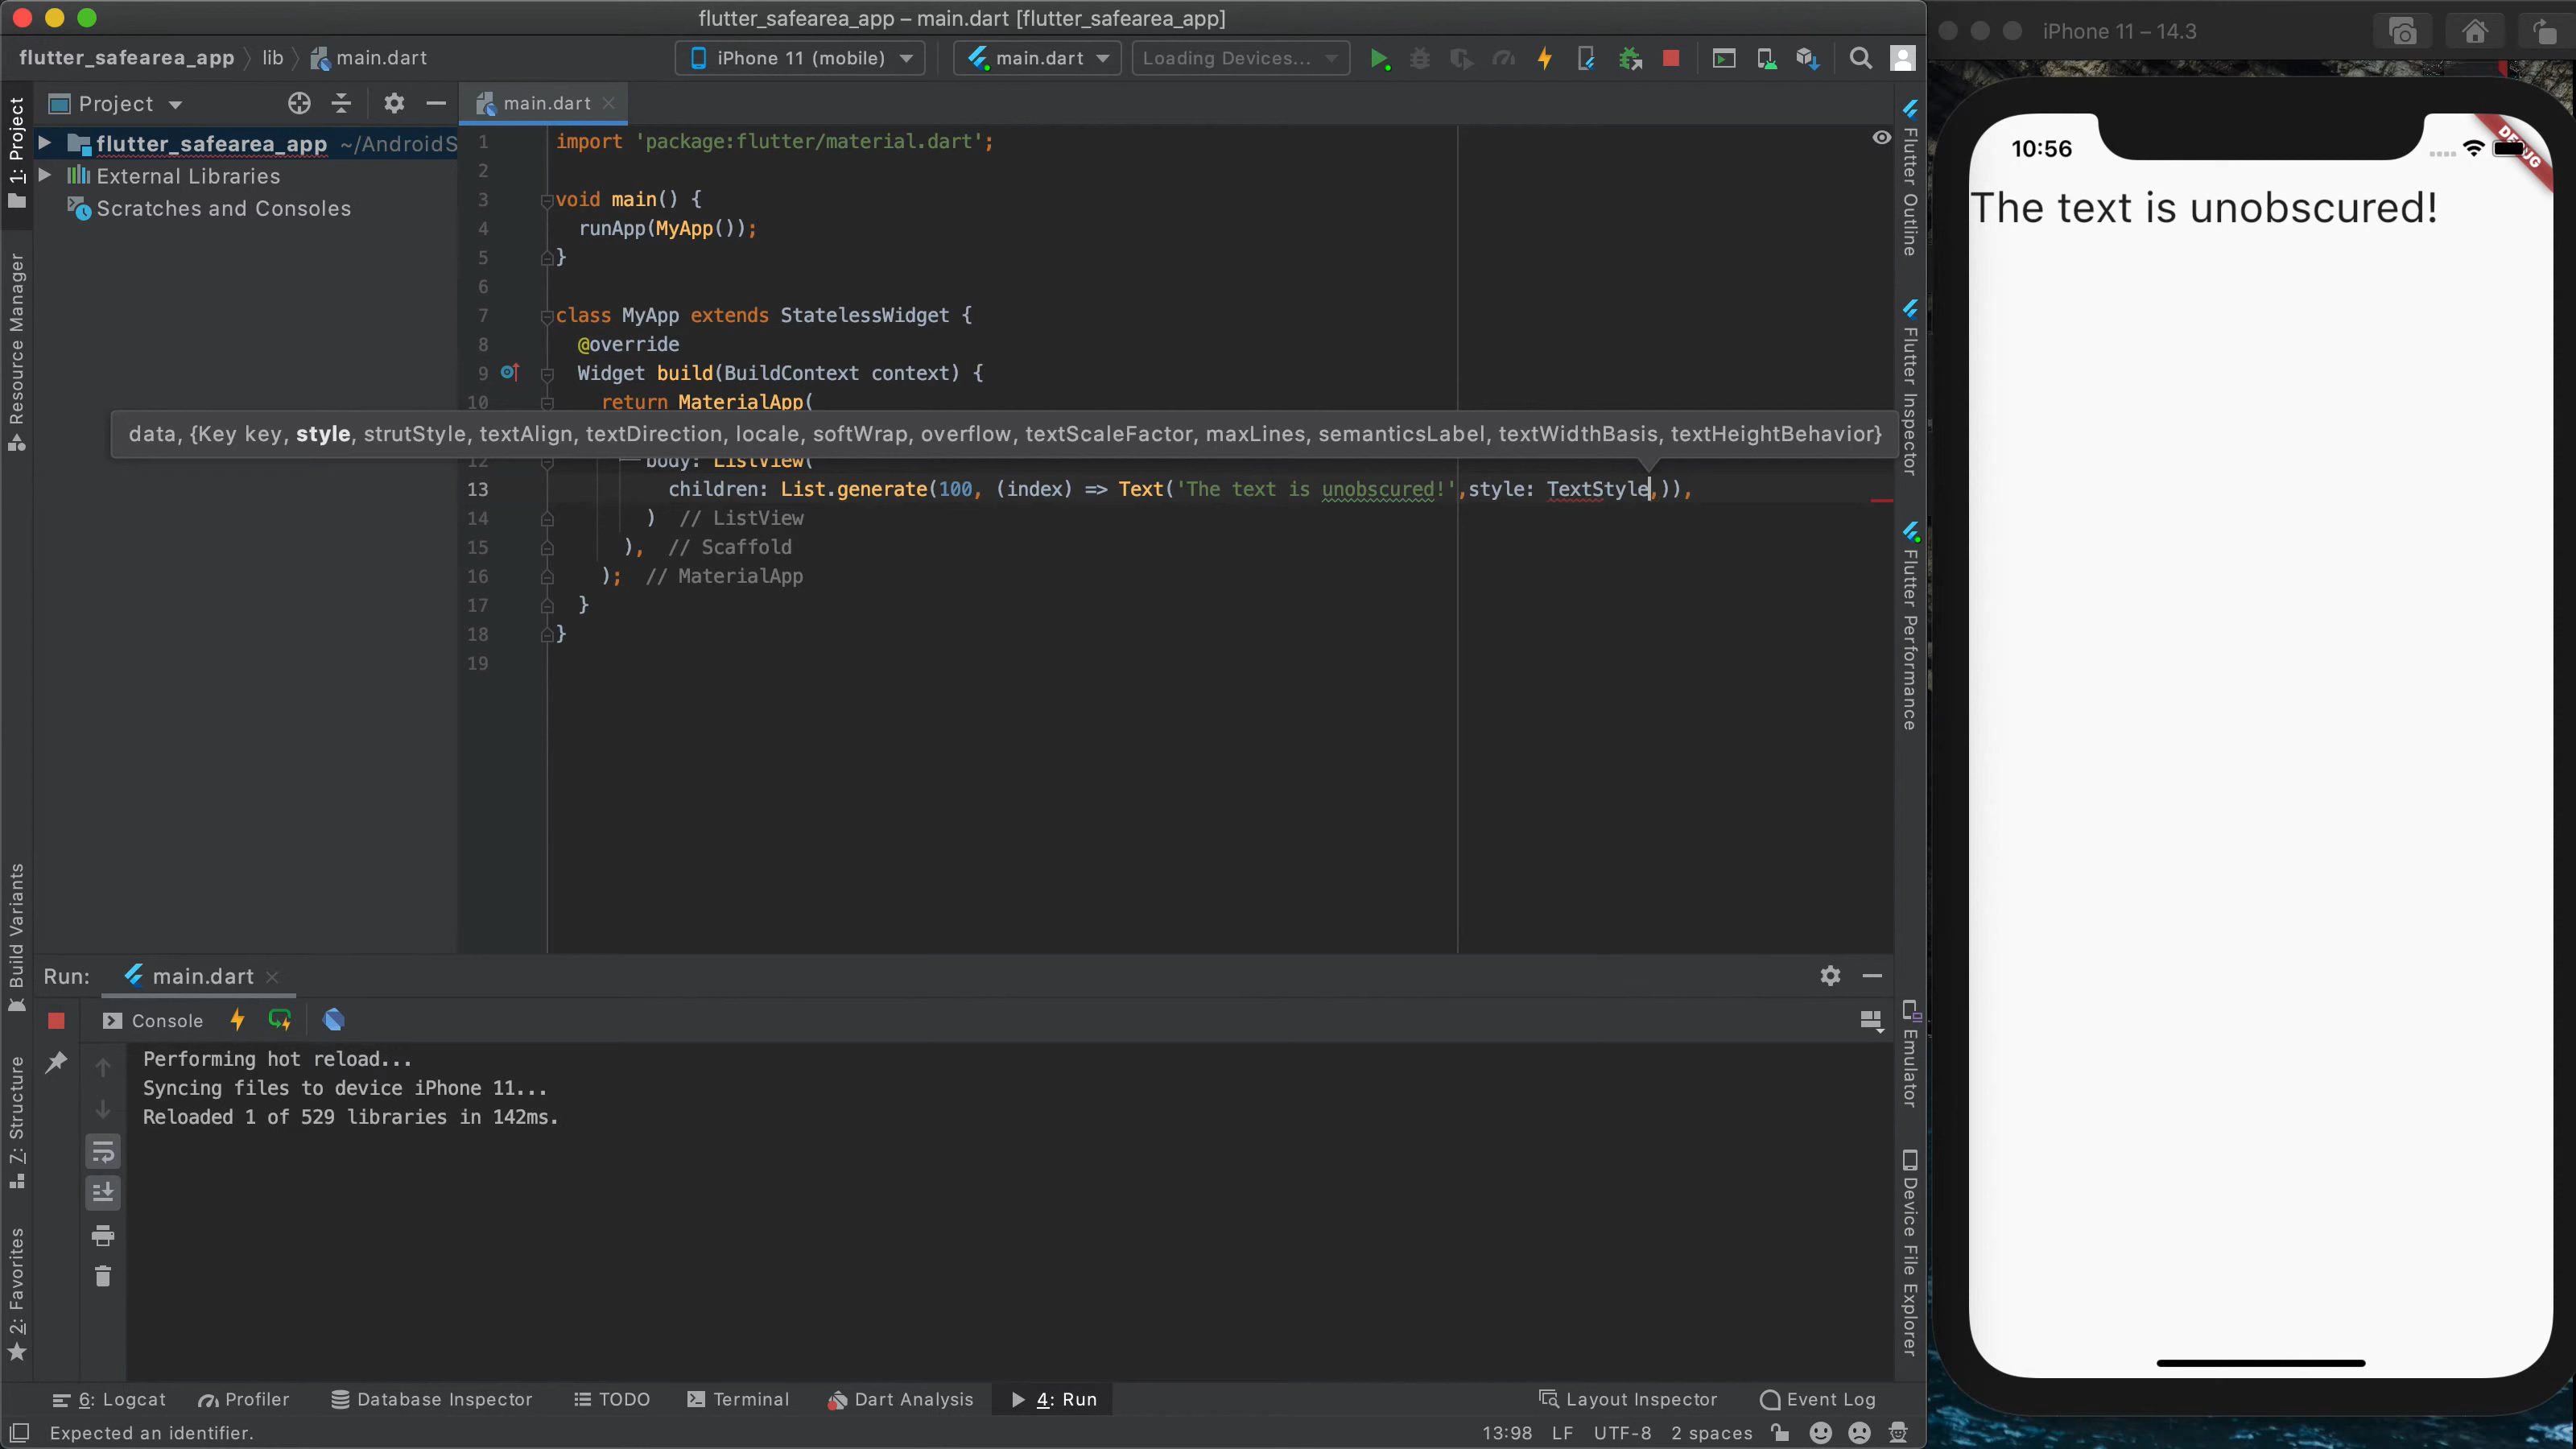 flutter_safearea_app – main.dart [flutter_safearea_app]
iPhone 11 – 14.3
flutter_safearea_app lib main.dart
iPhone 11 (mobile)
main.dart
Loading Devices...
Project
main.dart
flutter_safearea_app ~/AndroidS
External Libraries
Scratches and Consoles
1: Project
Resource Manager
Build Variants
7: Structure
2: Favorites
1 import 'package:flutter/material.dart';
2
3 void main() {
4 runApp(MyApp());
5 }
6
7 class MyApp extends StatelessWidget {
8 @override
9 Widget build(BuildContext context) {
10 return MaterialApp(
data, {Key key, style, strutStyle, textAlign, textDirection, locale, softWrap, overflow, textScaleFactor, maxLines, semanticsLabel, textWidthBasis, textHeightBehavior}
12 body: ListView(
13 children: List.generate(100, (index) => Text('The text is unobscured!',style: TextStyle,)),
14 ) // ListView
15 ), // Scaffold
16 ); // MaterialApp
17 }
18 }
19
Flutter Outline
Flutter Inspector
Flutter Performance
Emulator
Device File Explorer
10:56
DEBUG
The text is unobscured!
Run: main.dart
Console
Performing hot reload...
Syncing files to device iPhone 11...
Reloaded 1 of 529 libraries in 142ms.
6: Logcat Profiler Database Inspector TODO Terminal Dart Analysis 4: Run Layout Inspector Event Log
Expected an identifier. 13:98 LF UTF-8 2 spaces